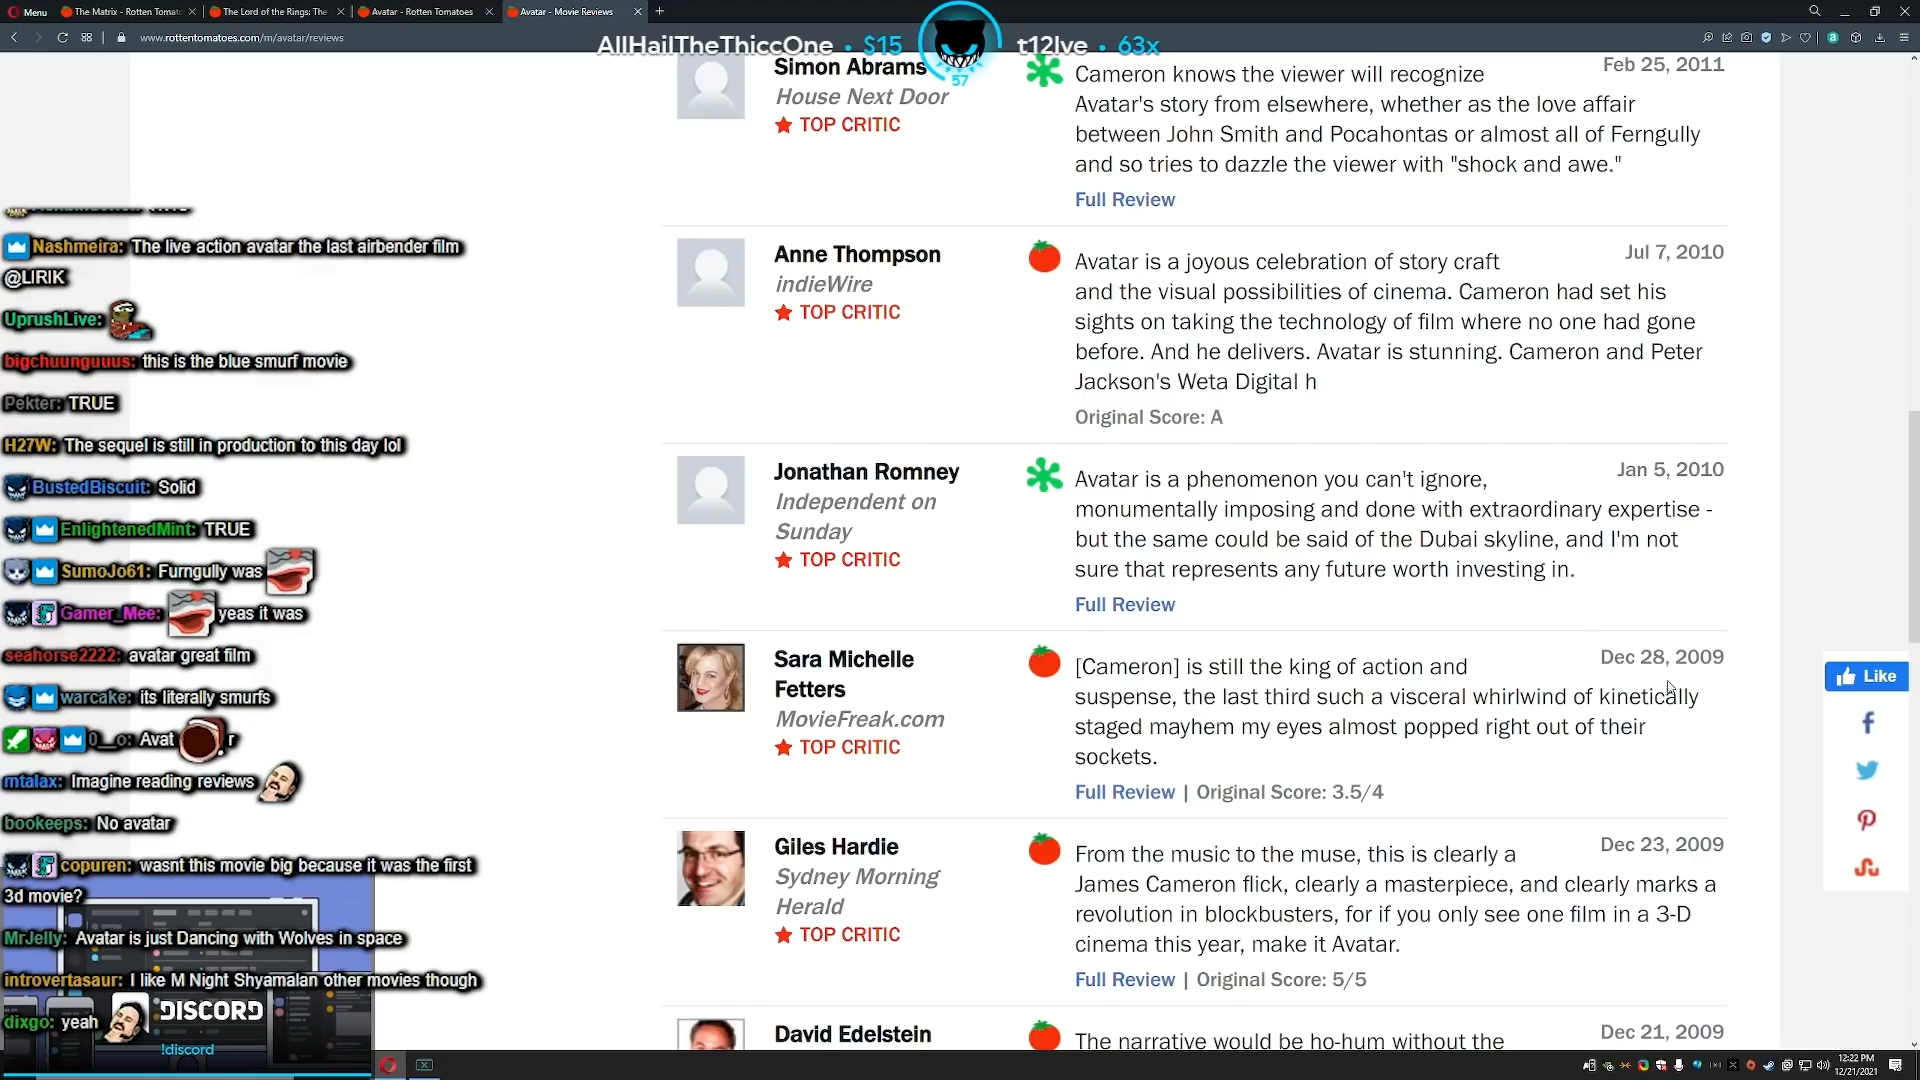 Menu
The Matrix - Rotten Tomat
The Lord of the Rings: The
Avatar - Rotten Tomatoes
Avatar - Movie Reviews
www.rottentomatoes.com/m/avatar/reviews
AllHailTheThiccOne • $15
57
t12lve • 63x
Simon Abrams
House Next Door
TOP CRITIC
Feb 25, 2011
Cameron knows the viewer will recognize
Avatar's story from elsewhere, whether as the love affair
between John Smith and Pocahontas or almost all of Ferngully
and so tries to dazzle the viewer with "shock and awe."
Full Review
Anne Thompson
indieWire
TOP CRITIC
Jul 7, 2010
Avatar is a joyous celebration of story craft
and the visual possibilities of cinema. Cameron had set his
sights on taking the technology of film where no one had gone
before. And he delivers. Avatar is stunning. Cameron and Peter
Jackson's Weta Digital h
Original Score: A
Jonathan Romney
Independent on
Sunday
TOP CRITIC
Jan 5, 2010
Avatar is a phenomenon you can't ignore,
monumentally imposing and done with extraordinary expertise -
but the same could be said of the Dubai skyline, and I'm not
sure that represents any future worth investing in.
Full Review
Sara Michelle
Fetters
MovieFreak.com
TOP CRITIC
Dec 28, 2009
[Cameron] is still the king of action and
suspense, the last third such a visceral whirlwind of kinetically
staged mayhem my eyes almost popped right out of their
sockets.
Full Review | Original Score: 3.5/4
Giles Hardie
Sydney Morning
Herald
TOP CRITIC
Dec 23, 2009
From the music to the muse, this is clearly a
James Cameron flick, clearly a masterpiece, and clearly marks a
revolution in blockbusters, for if you only see one film in a 3-D
cinema this year, make it Avatar.
Full Review | Original Score: 5/5
David Edelstein
Dec 21, 2009
The narrative would be ho-hum without the
Like
Nashmeira: The live action avatar the last airbender film
@LIRIK
UprushLive:
bigchuunguuus: this is the blue smurf movie
Pekter: TRUE
H27W: The sequel is still in production to this day lol
BustedBiscuit: Solid
EnlightenedMint: TRUE
SumoJo61: Furngully was
Gamer_Mee: yeas it was
seahorse2222: avatar great film
warcake: its literally smurfs
0__o: Avat r
mtalax: Imagine reading reviews
bookeeps: No avatar
copuren: wasnt this movie big because it was the first
3d movie?
MrJelly: Avatar is just Dancing with Wolves in space
introvertasaur: I like M Night Shyamalan other movies though
dixgo: yeah
DISCORD
!discord
12:22 PM
12/21/2021